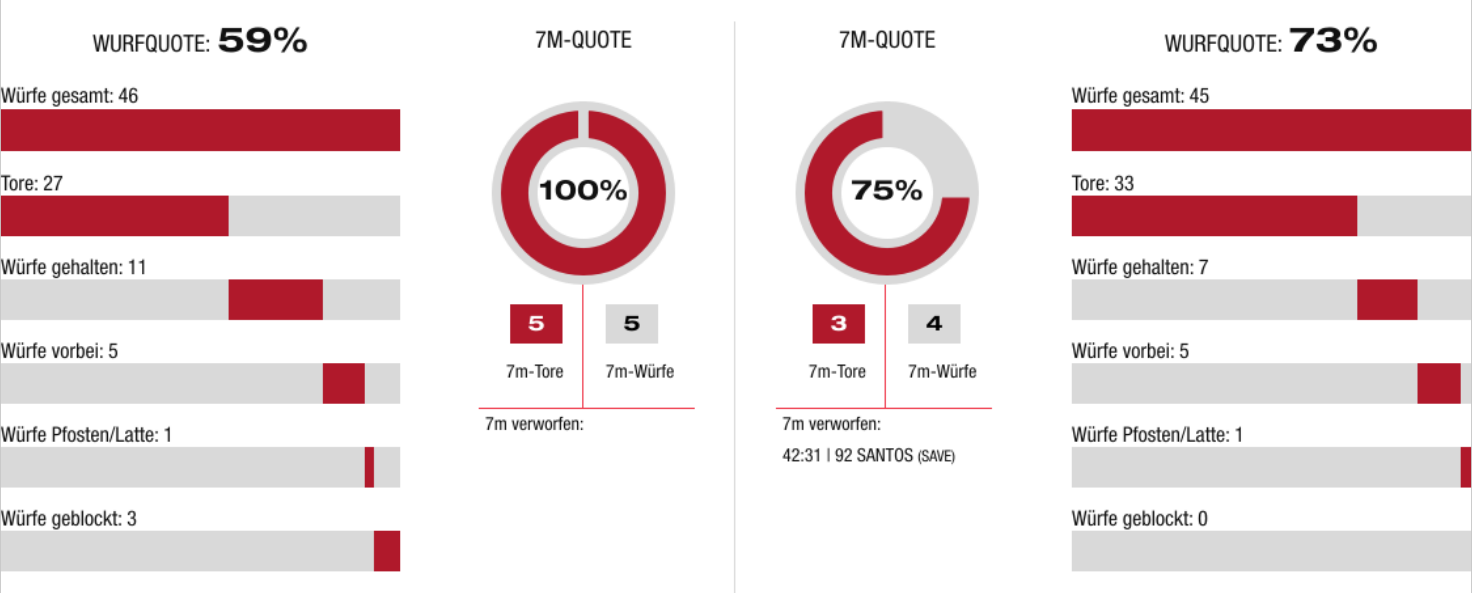 WURFQUOTE: 59%
Würfe gesamt: 46
Tore: 27
Würfe gehalten: 11
Würfe vorbei: 5
Würfe Pfosten/Latte: 1
Würfe geblockt: 3
7M-QUOTE
100%
5
5
7m-Tore
7m-Würfe
7m verworfen:
7M-QUOTE
75%
3
4
7m-Tore
7m-Würfe
7m verworfen:
42:31 | 92 SANTOS (SAVE)
WURFQUOTE: 73%
Würfe gesamt: 45
Tore: 33
Würfe gehalten: 7
Würfe vorbei: 5
Würfe Pfosten/Latte: 1
Würfe geblockt: 0